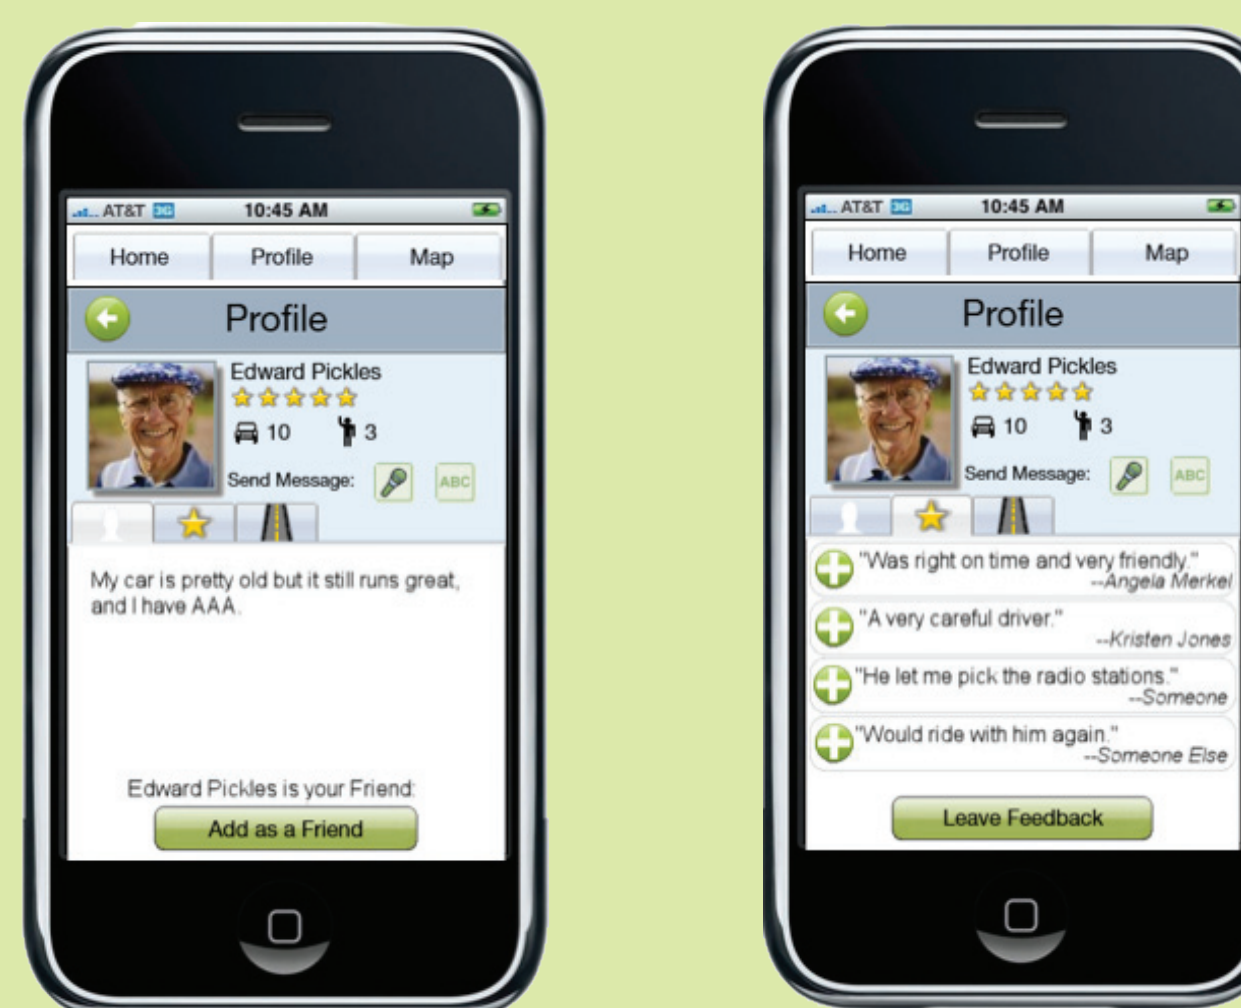 AT&T 3G 10:45 AM
Home Profile Map
Profile
Edward Pickles
10 3
Send Message: ABC
My car is pretty old but it still runs great,
and I have AAA.
Edward Pickles is your Friend:
Add as a Friend
AT&T 3G 10:45 AM
Home Profile Map
Profile
Edward Pickles
10 3
Send Message: ABC
"Was right on time and very friendly."
--Angela Merkel
"A very careful driver."
--Kristen Jones
"He let me pick the radio stations."
--Someone
"Would ride with him again."
--Someone Else
Leave Feedback